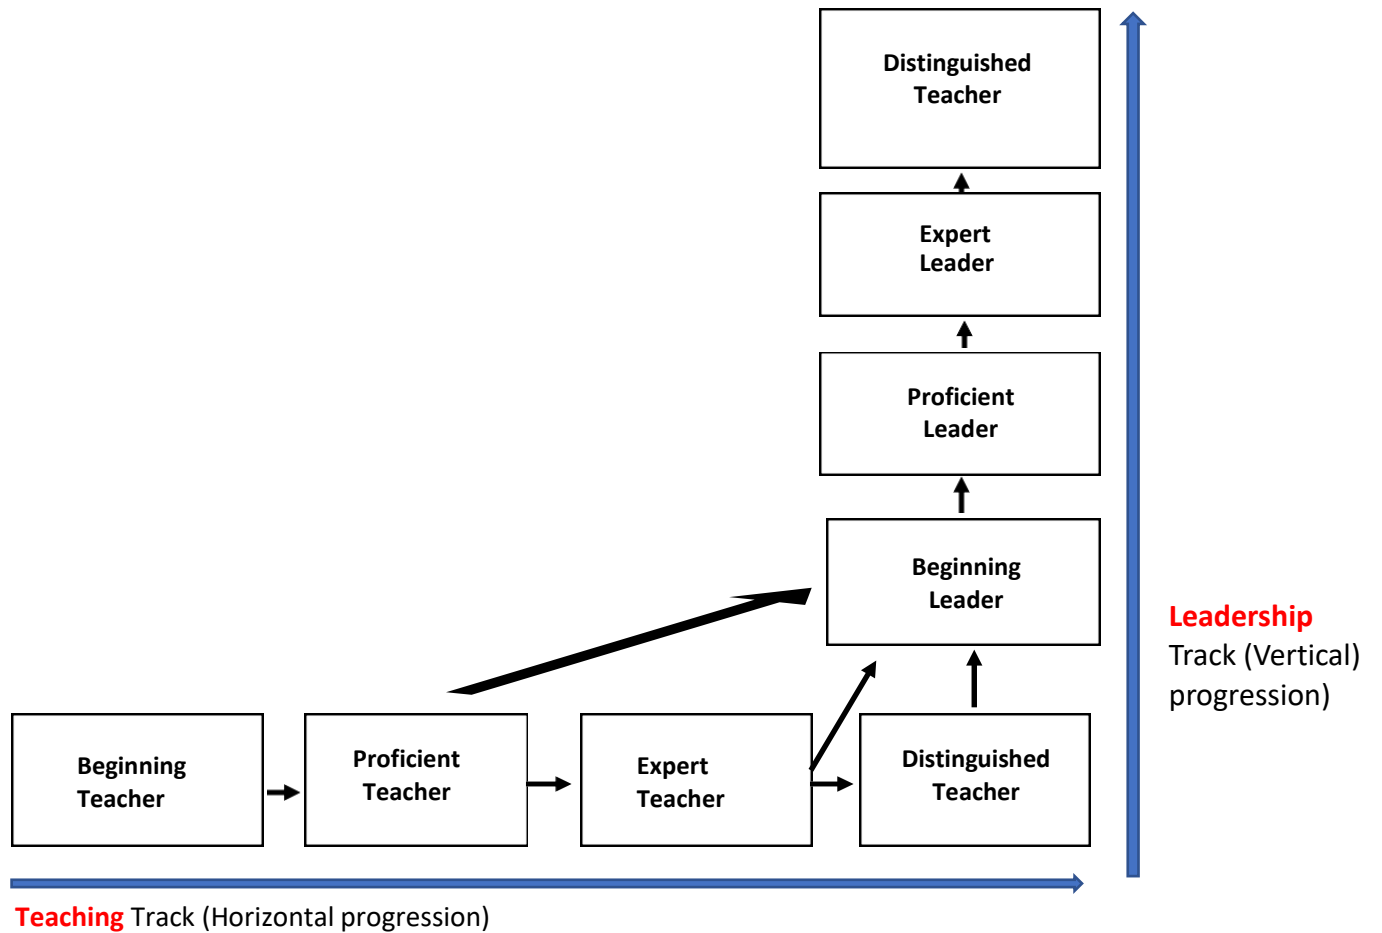 Distinguished
Teacher
Expert
Leader
Proficient
Leader
Beginning
Leader
Leadership
Track (Vertical)
progression)
Beginning
Teacher
Proficient
Teacher
Expert
Teacher
Distinguished
Teacher
Teaching Track (Horizontal progression)